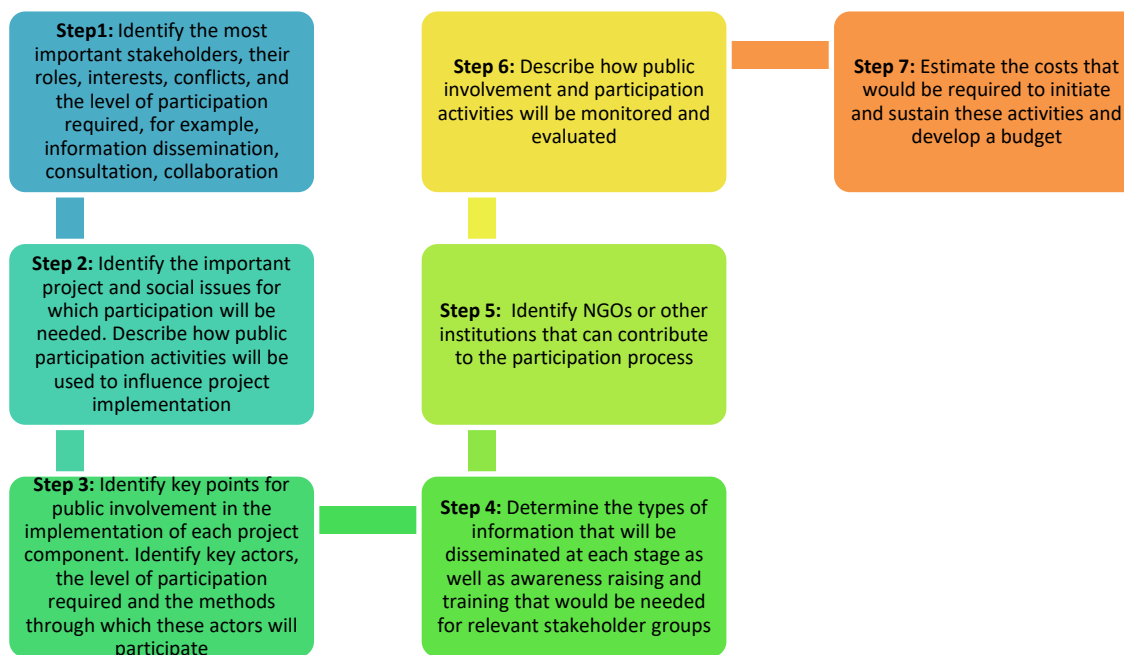 Step1: Identify the most
important stakeholders, their
roles, interests, conflicts, and
the level of participation
required, for example,
information dissemination,
consultation, collaboration
Step 2: Identify the important
project and social issues for
which participation will be
needed. Describe how public
participation activities will be
used to influence project
implementation
Step 3: Identify key points for
public involvement in the
implementation of each project
component. Identify key actors,
the level of participation
required and the methods
through which these actors will
participate
Step 4: Determine the types of
information that will be
disseminated at each stage as
well as awareness raising and
training that would be needed
for relevant stakeholder groups
Step 5: Identify NGOs or other
institutions that can contribute
to the participation process
Step 6: Describe how public
involvement and participation
activities will be monitored and
evaluated
Step 7: Estimate the costs that
would be required to initiate
and sustain these activities and
develop a budget